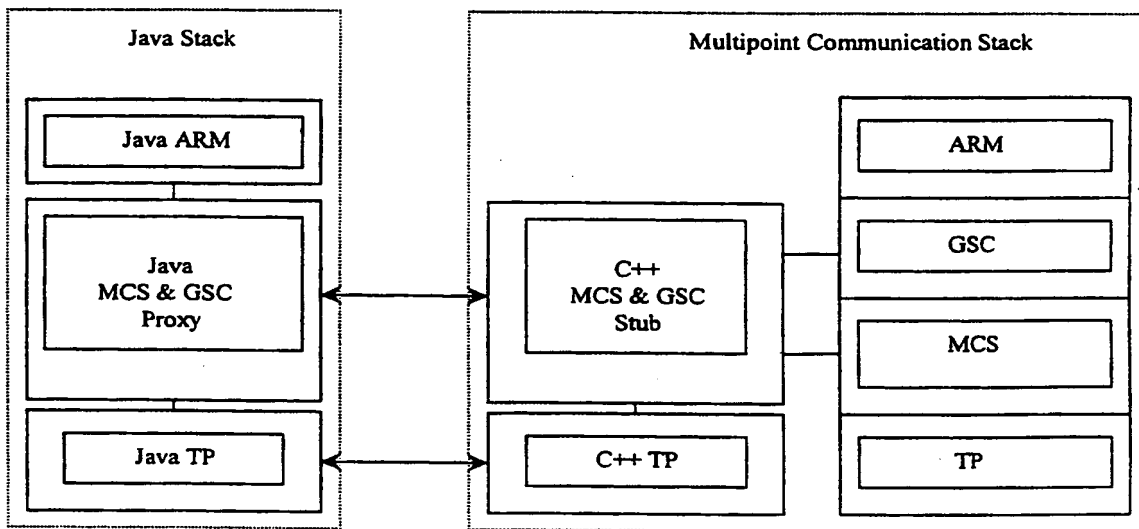 Java Stack
Multipoint Communication Stack
Java ARM
Java
MCS & GSC
Proxy
Java TP
C++
MCS & GSC
Stub
C++ TP
ARM
GSC
MCS
TP